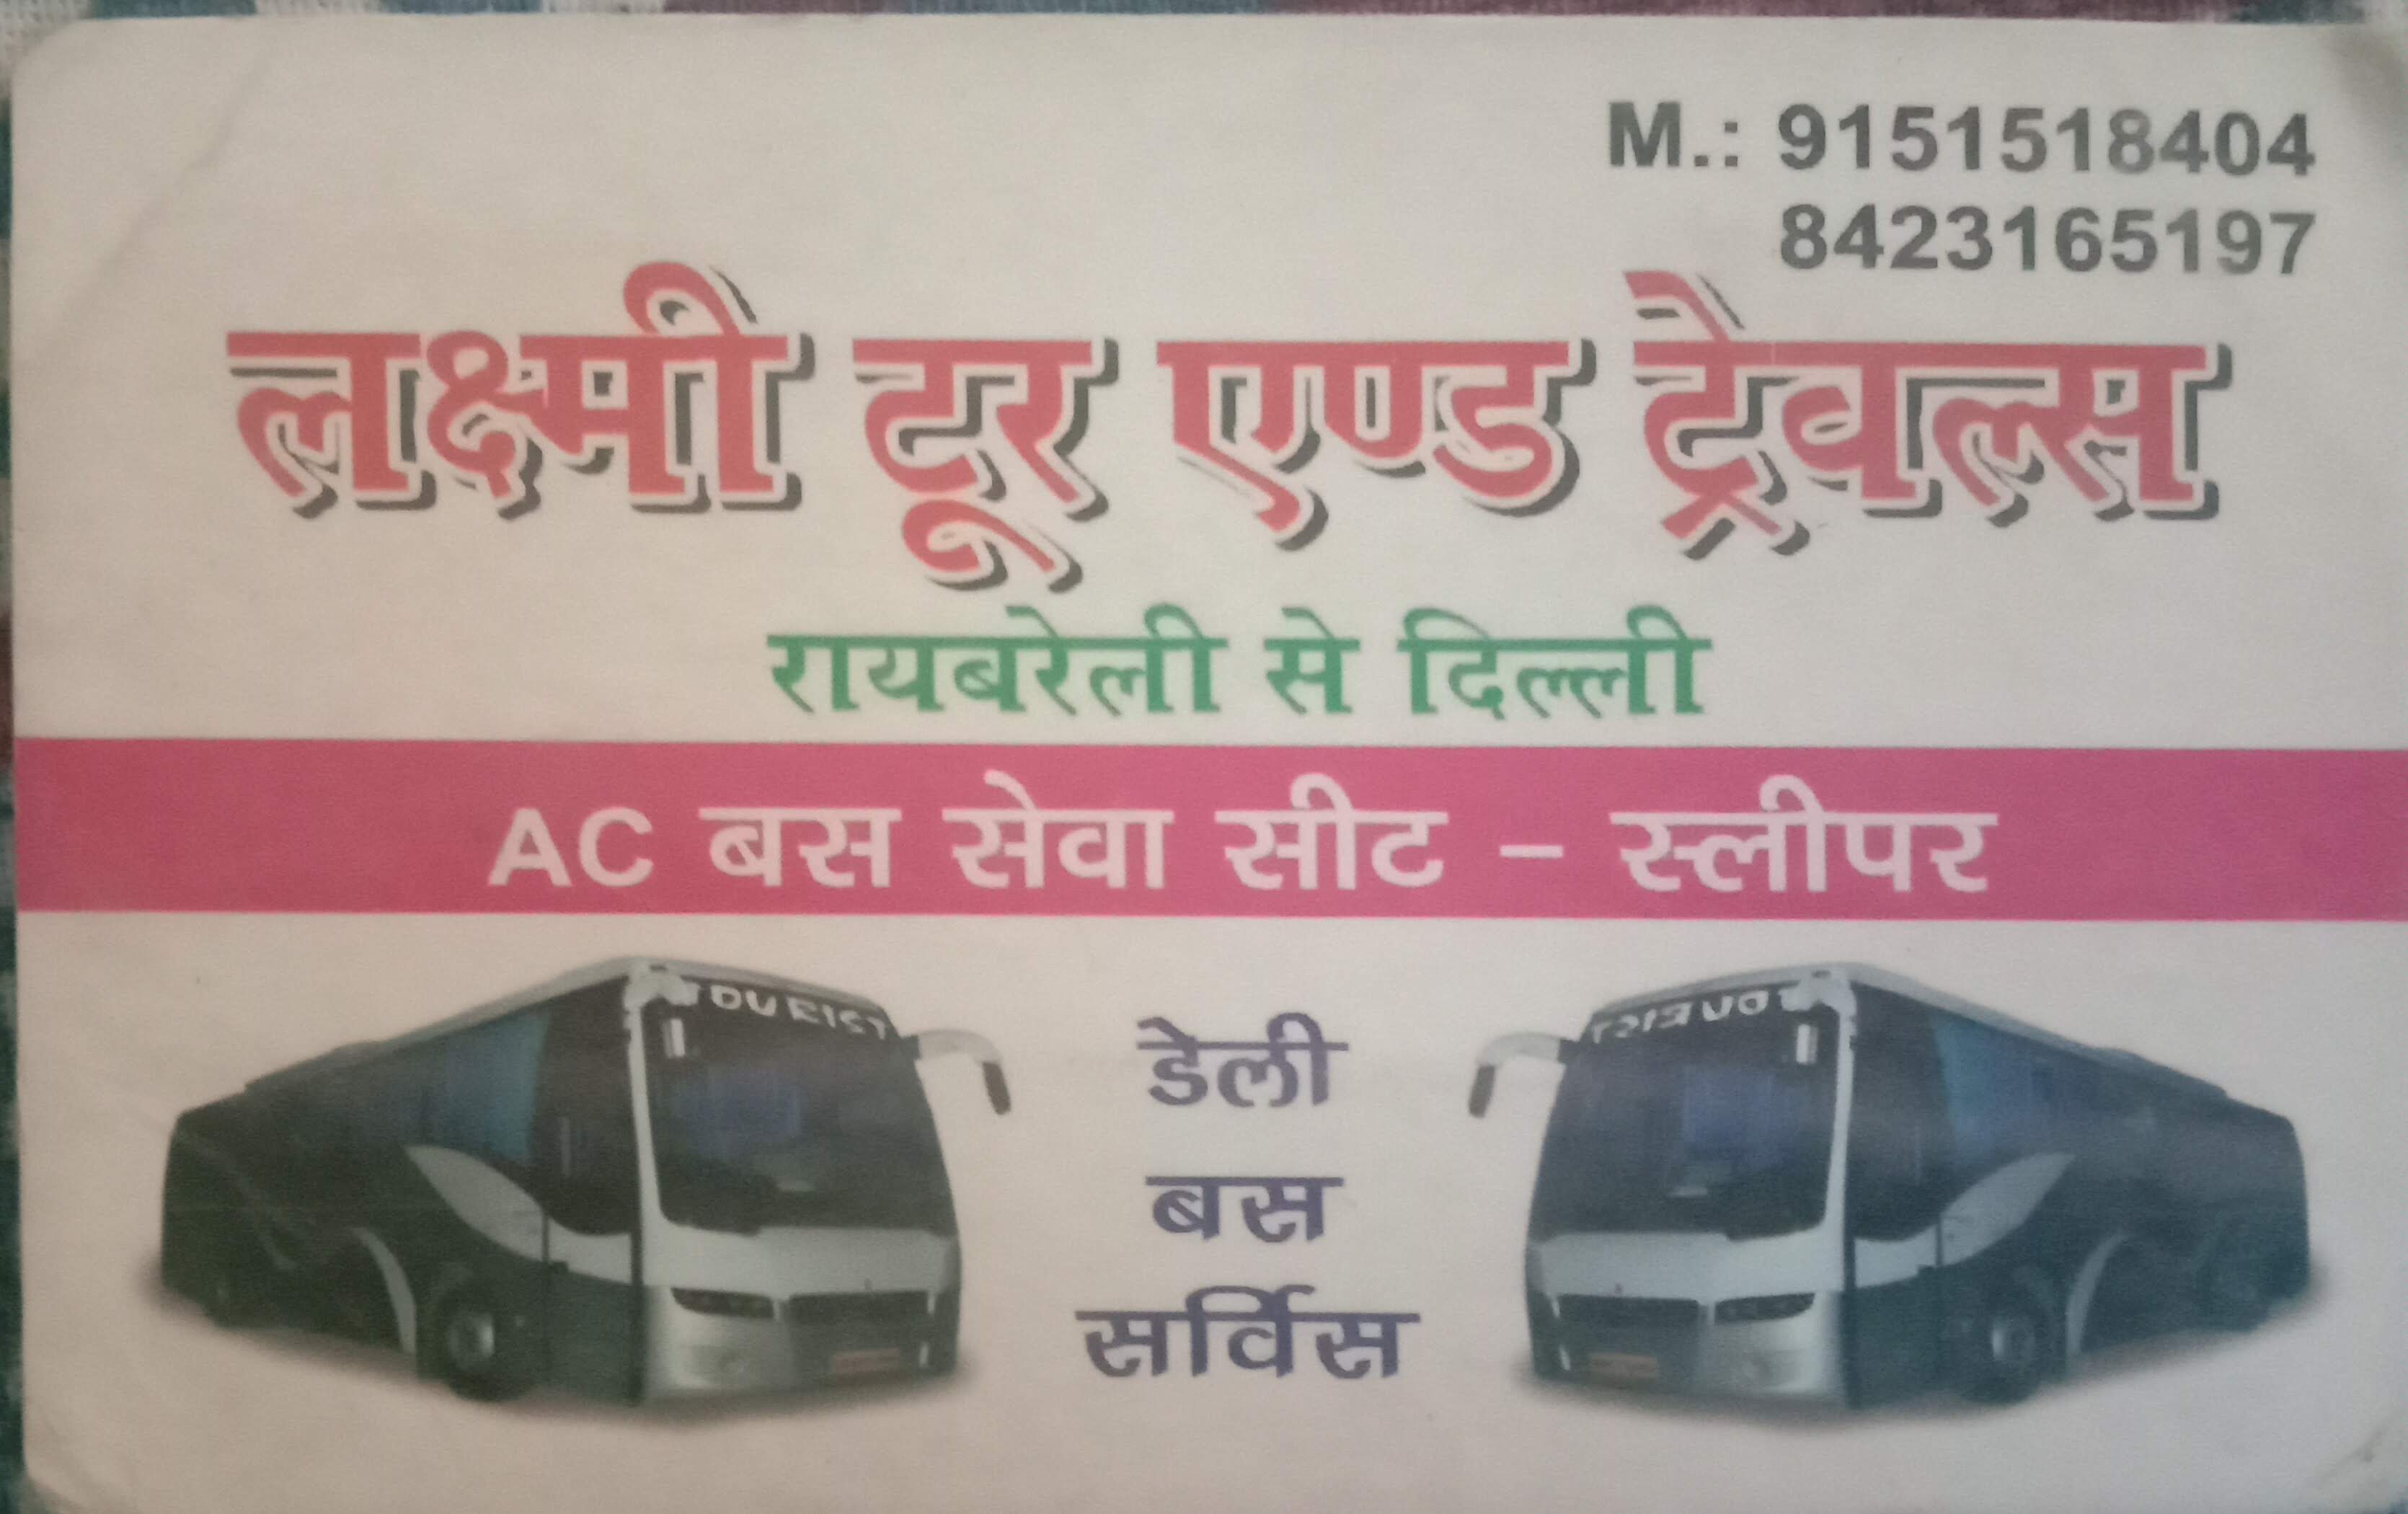 M.: 9151518404
8423165197
लक्ष्मी टूर एण्ड ट्रेवल्स
रायबरेली से दिल्ली
AC बस सेवा सीट - स्लीपर
डेली
बस
सर्विस